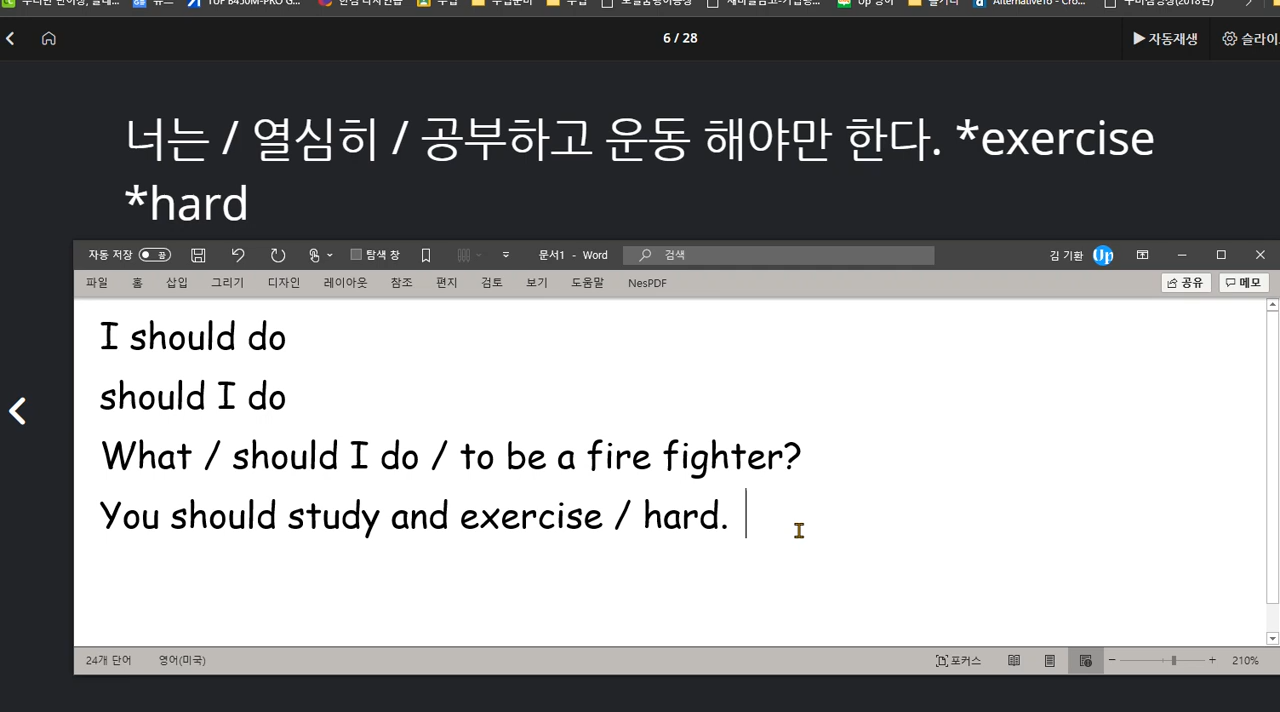 6 / 28
자동재생
슬라이
너는 / 열심히 / 공부하고 운동 해야만 한다. *exercise
*hard
자동 저장 끔 탐색 창 문서1 - Word 검색 김 기환 Up
파일 홈 삽입 그리기 디자인 레이아웃 참조 편지 검토 보기 도움말 NesPDF 공유 메모
I should do
should I do
What / should I do / to be a fire fighter?
You should study and exercise / hard.
24개 단어 영어(미국) 포커스 210%